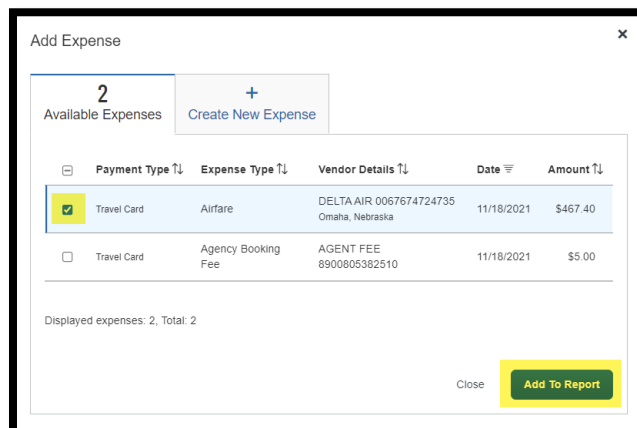 Add Expense
×
2
Available Expenses
+
Create New Expense
Payment Type Expense Type Vendor Details Date Amount
Travel Card Airfare DELTA AIR 0067674724735 11/18/2021 $467.40
Omaha, Nebraska
Travel Card Agency Booking AGENT FEE 11/18/2021 $5.00
Fee 8900805382510
Displayed expenses: 2, Total: 2
Close Add To Report